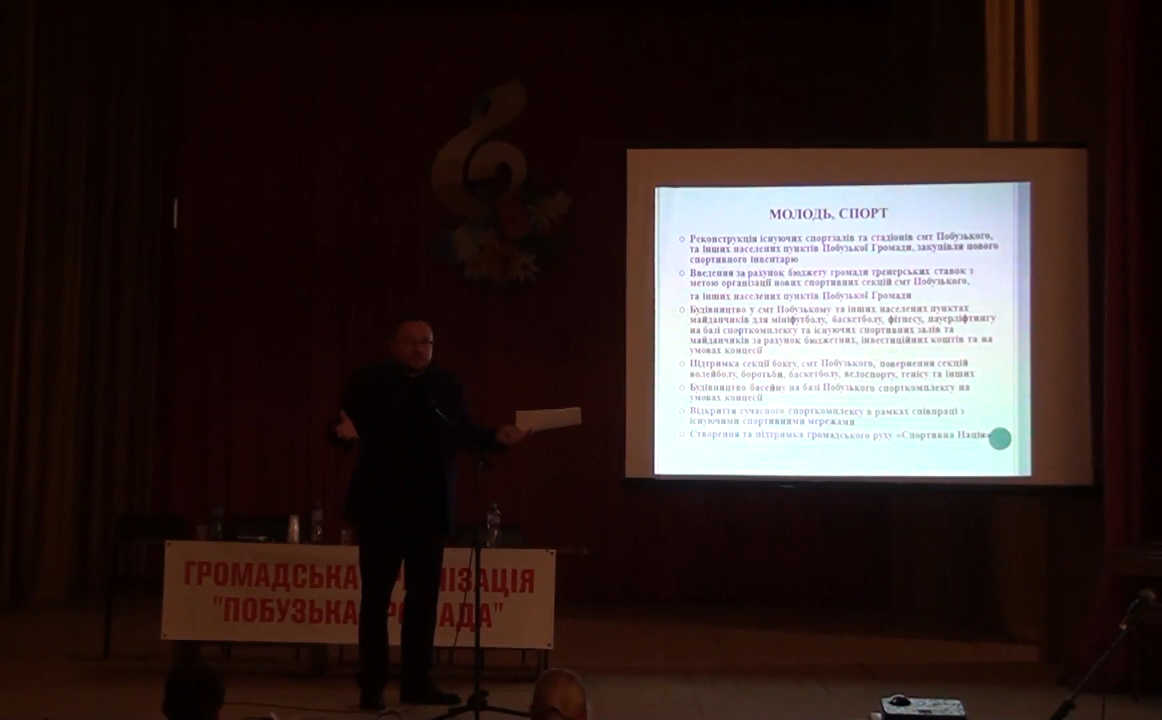 МОЛОДЬ, СПОРТ
Реконструкція існуючих спортзалів та стадіонів смт Побузького,
та інших населених пунктів Побузької Громади, закупівля нового
спортивного інвентарю
Введення за рахунок бюджету громади тренерських ставок з
метою організації нових спортивних секцій смт Побузького,
та інших населених пунктів Побузької Громади
Будівництво у смт Побузькому та інших населених пунктах
майданчиків для мініфутболу, баскетболу, фітнесу, пауерліфтингу
на базі спорткомплексу та існуючих спортивних залів та
майданчиків за рахунок бюджетних, інвестиційних коштів та на
умовах концесії
Підтримка секції боксу, смт Побузького, повернення секцій
волейболу, боротьби, баскетболу, велоспорту, тенісу та інших
Будівництво басейну на базі Побузького спорткомплексу на
умовах концесії
Відкриття сучасного спорткомплексу в рамках співпраці з
існуючими спортивними мережами
Створення та підтримка громадського руху «Спортивна Нація»
ГРОМАДСЬКА
"ПОБУЗЬКА